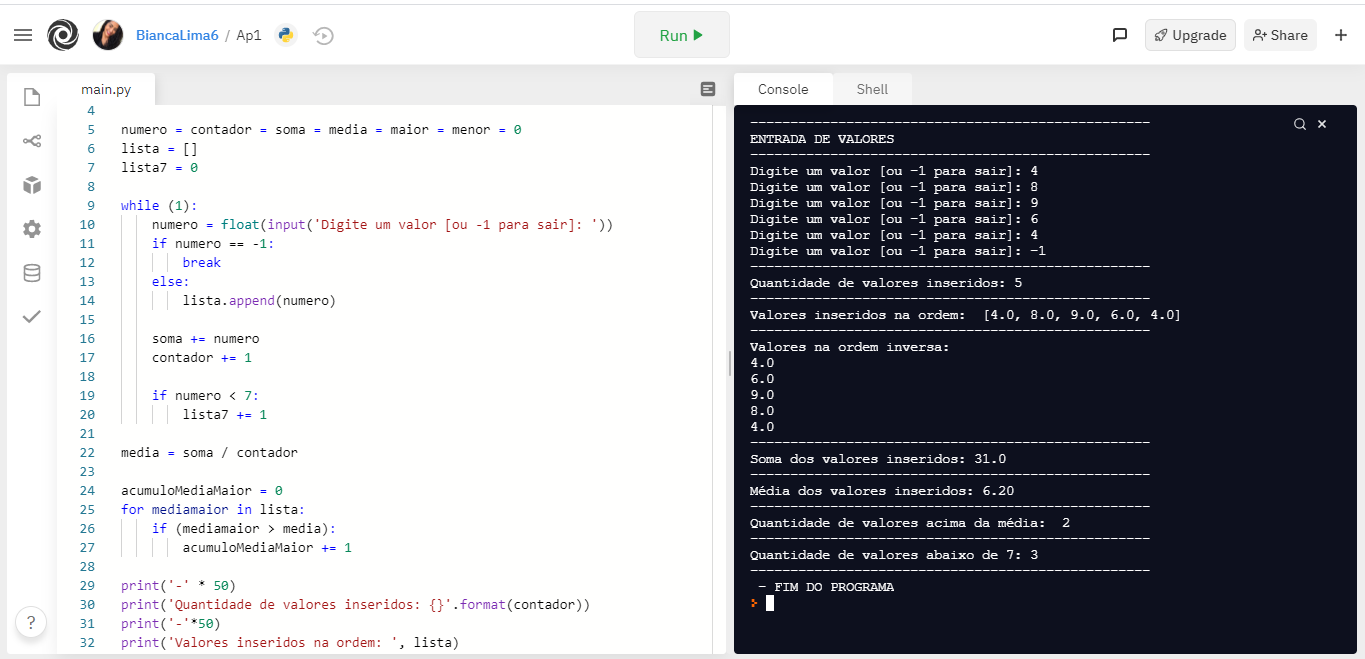 BiancaLima6 / Ap1
Run
Upgrade
Share
main.py
4
5 numero = contador = soma = media = maior = menor = 0
6 lista = []
7 lista7 = 0
8
9 while (1):
10 numero = float(input('Digite um valor [ou -1 para sair]: '))
11 if numero == -1:
12 break
13 else:
14 lista.append(numero)
15
16 soma += numero
17 contador += 1
18
19 if numero < 7:
20 lista7 += 1
21
22 media = soma / contador
23
24 acumuloMediaMaior = 0
25 for mediamaior in lista:
26 if (mediamaior > media):
27 acumuloMediaMaior += 1
28
29 print('-' * 50)
30 print('Quantidade de valores inseridos: {}'.format(contador))
31 print('-'*50)
32 print('Valores inseridos na ordem: ', lista)
?
Console
Shell
--------------------------------------------------
ENTRADA DE VALORES
--------------------------------------------------
Digite um valor [ou -1 para sair]: 4
Digite um valor [ou -1 para sair]: 8
Digite um valor [ou -1 para sair]: 9
Digite um valor [ou -1 para sair]: 6
Digite um valor [ou -1 para sair]: 4
Digite um valor [ou -1 para sair]: -1
--------------------------------------------------
Quantidade de valores inseridos: 5
--------------------------------------------------
Valores inseridos na ordem:  [4.0, 8.0, 9.0, 6.0, 4.0]
--------------------------------------------------
Valores na ordem inversa:
4.0
6.0
9.0
8.0
4.0
--------------------------------------------------
Soma dos valores inseridos: 31.0
--------------------------------------------------
Média dos valores inseridos: 6.20
--------------------------------------------------
Quantidade de valores acima da média:  2
--------------------------------------------------
Quantidade de valores abaixo de 7: 3
--------------------------------------------------
- FIM DO PROGRAMA